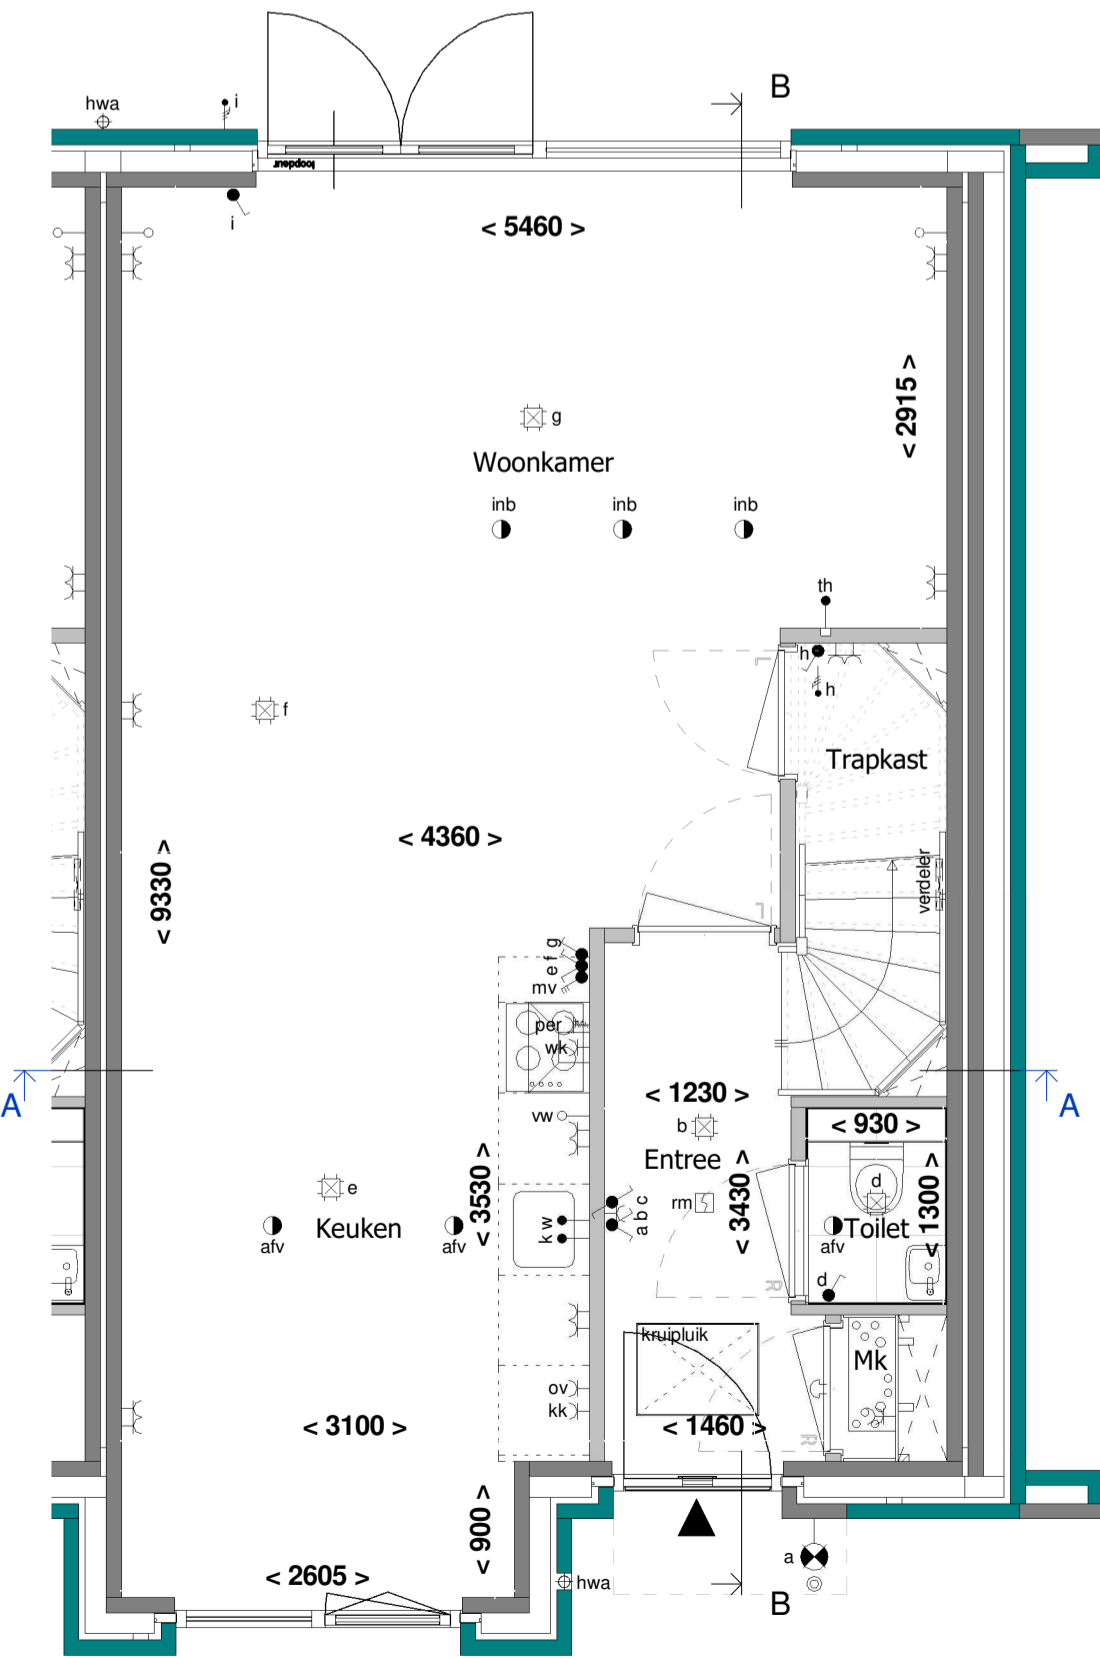 B
hwa
i
loopdeur
i
< 5460 >
< 2915 >
g
Woonkamer
inb
inb
inb
th
L
h
h
f
Trapkast
< 4360 >
< 9330 >
verdeler
L
e f g
mv
per
wk
A
A
< 1230 >
vw
b
< 930 >
Entree
e
rm
d
Keuken
< 3530 >
k w
a b c
< 3430 >
Toilet
< 1300 >
afv
afv
afv
d
R
kruipluik
Mk
ov
kk
< 3100 >
< 1460 >
R
< 900 >
a
< 2605 >
hwa
B